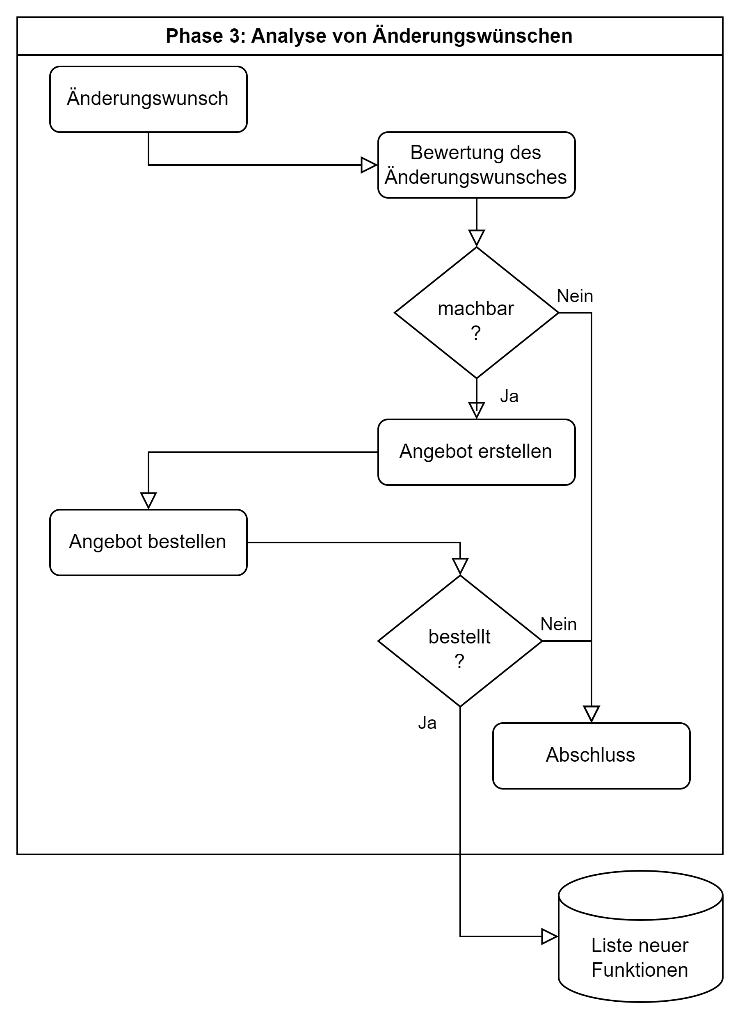 Phase 3: Analyse von Änderungswünschen
Änderungswunsch
Bewertung des
Änderungswunsches
machbar
?
Nein
Ja
Angebot erstellen
Angebot bestellen
bestellt
?
Nein
Ja
Abschluss
Liste neuer
Funktionen